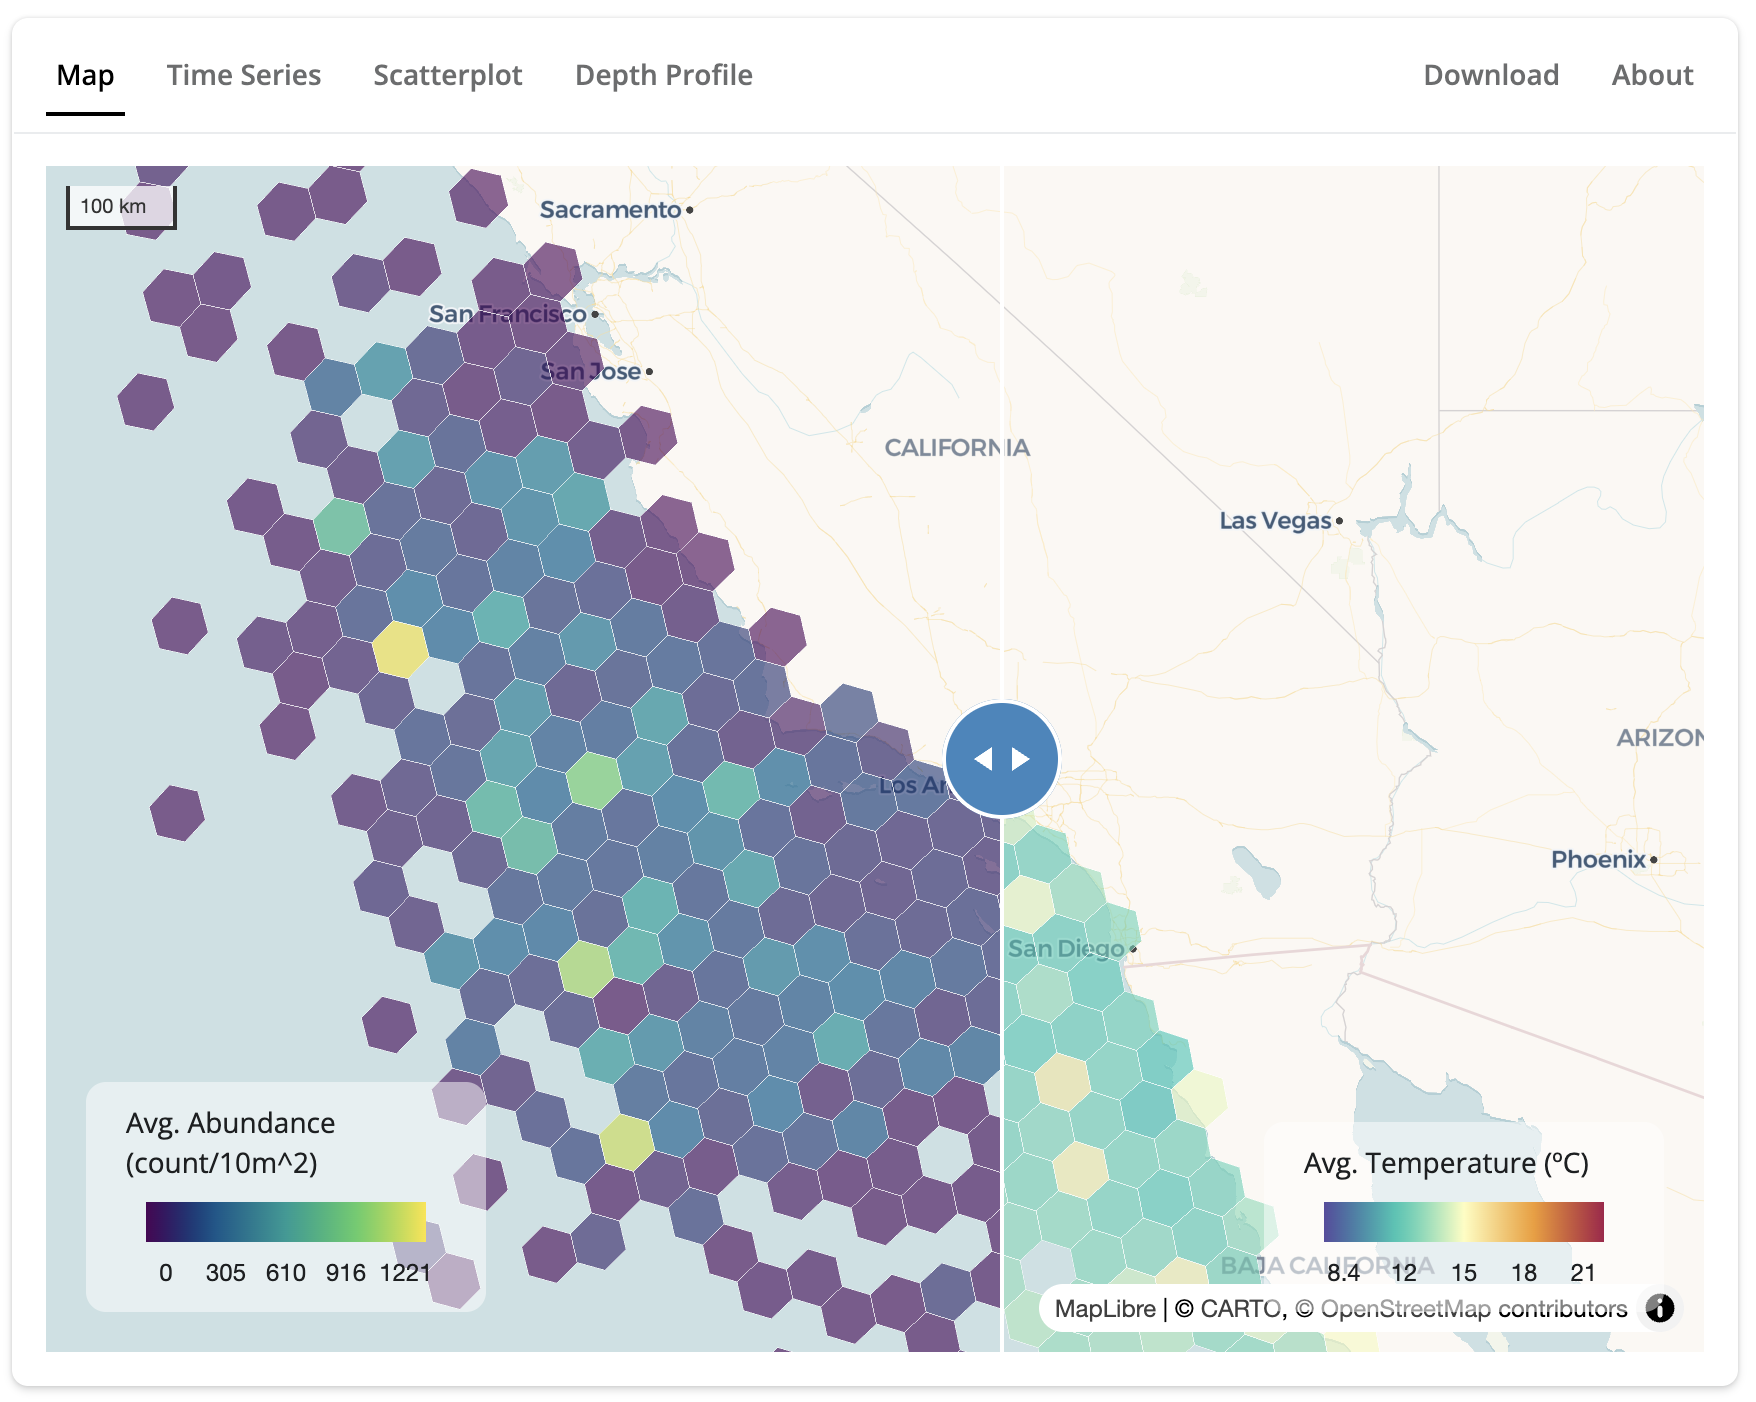 Map Time Series Scatterplot Depth Profile Download About
100 km
Sacramento
San Francisco
San Jose
CALIFORNIA
Las Vegas
ARIZON
Los An
Phoenix
San Diego
Avg. Abundance
(count/10m^2)
0 305 610 916 1221
Avg. Temperature (ºC)
BAJA CALIFORNIA
8.4 12 15 18 21
MapLibre | © CARTO, © OpenStreetMap contributors